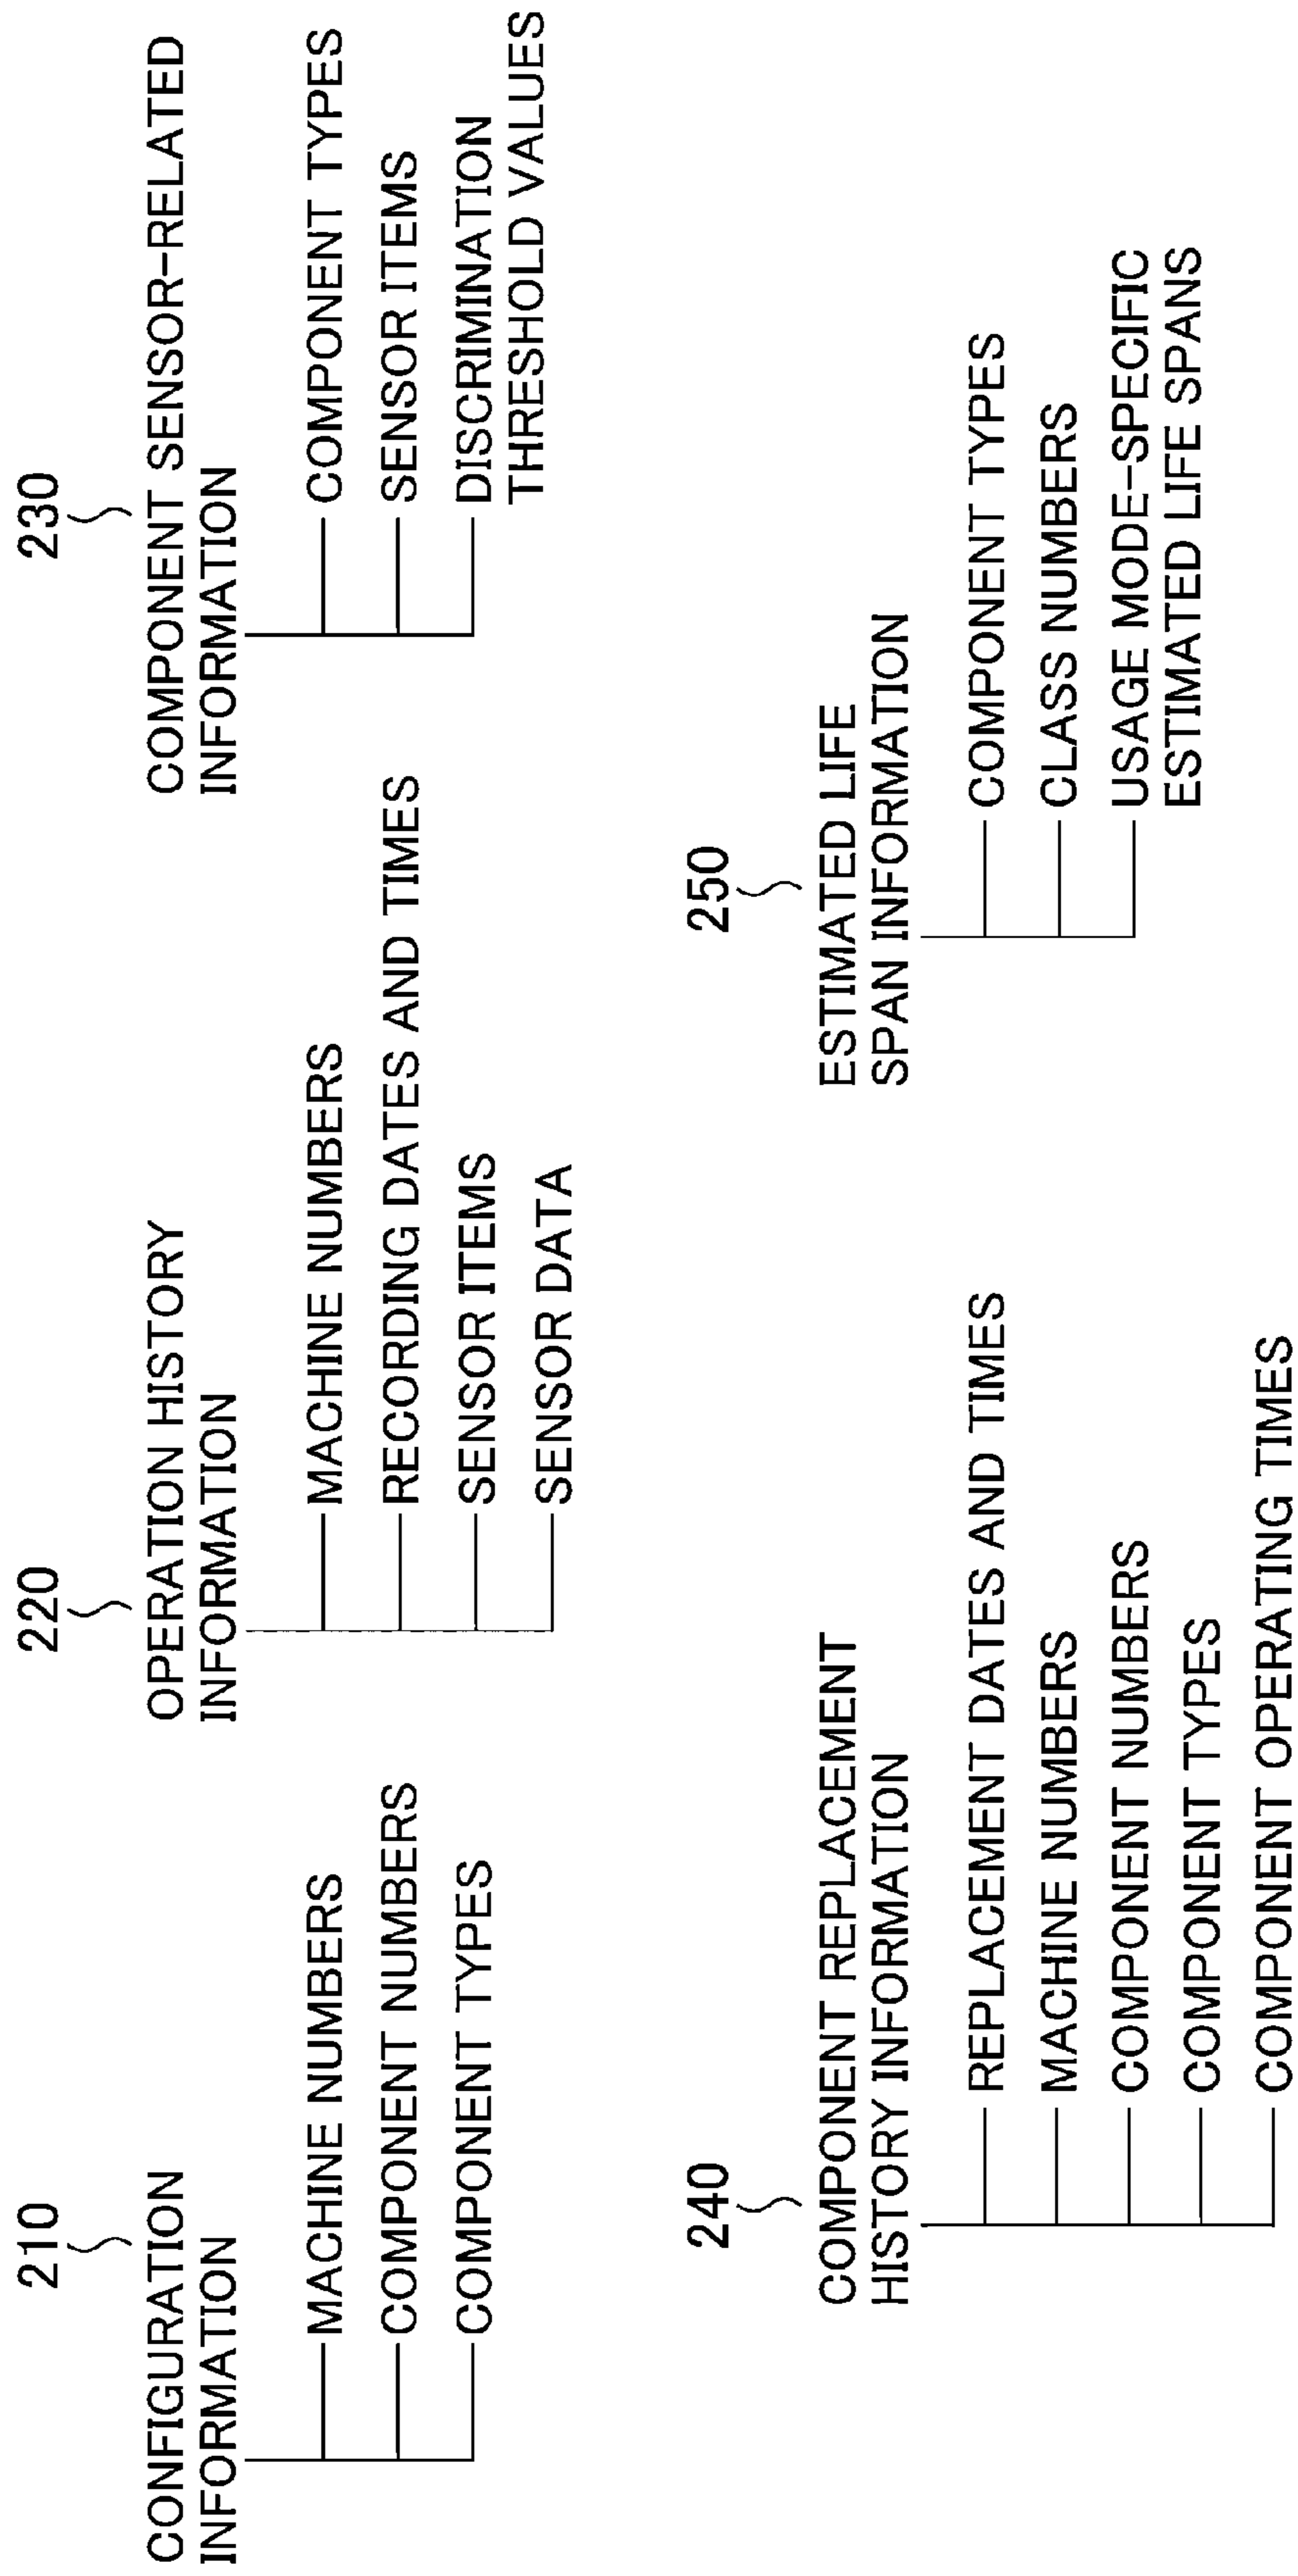 210
CONFIGURATION
INFORMATION
MACHINE NUMBERS
COMPONENT NUMBERS
COMPONENT TYPES
220
OPERATION HISTORY
INFORMATION
MACHINE NUMBERS
RECORDING DATES AND TIMES
SENSOR ITEMS
SENSOR DATA
230
COMPONENT SENSOR-RELATED
INFORMATION
COMPONENT TYPES
SENSOR ITEMS
DISCRIMINATION
THRESHOLD VALUES
240
COMPONENT REPLACEMENT
HISTORY INFORMATION
REPLACEMENT DATES AND TIMES
MACHINE NUMBERS
COMPONENT NUMBERS
COMPONENT TYPES
COMPONENT OPERATING TIMES
250
ESTIMATED LIFE
SPAN INFORMATION
COMPONENT TYPES
CLASS NUMBERS
USAGE MODE-SPECIFIC
ESTIMATED LIFE SPANS